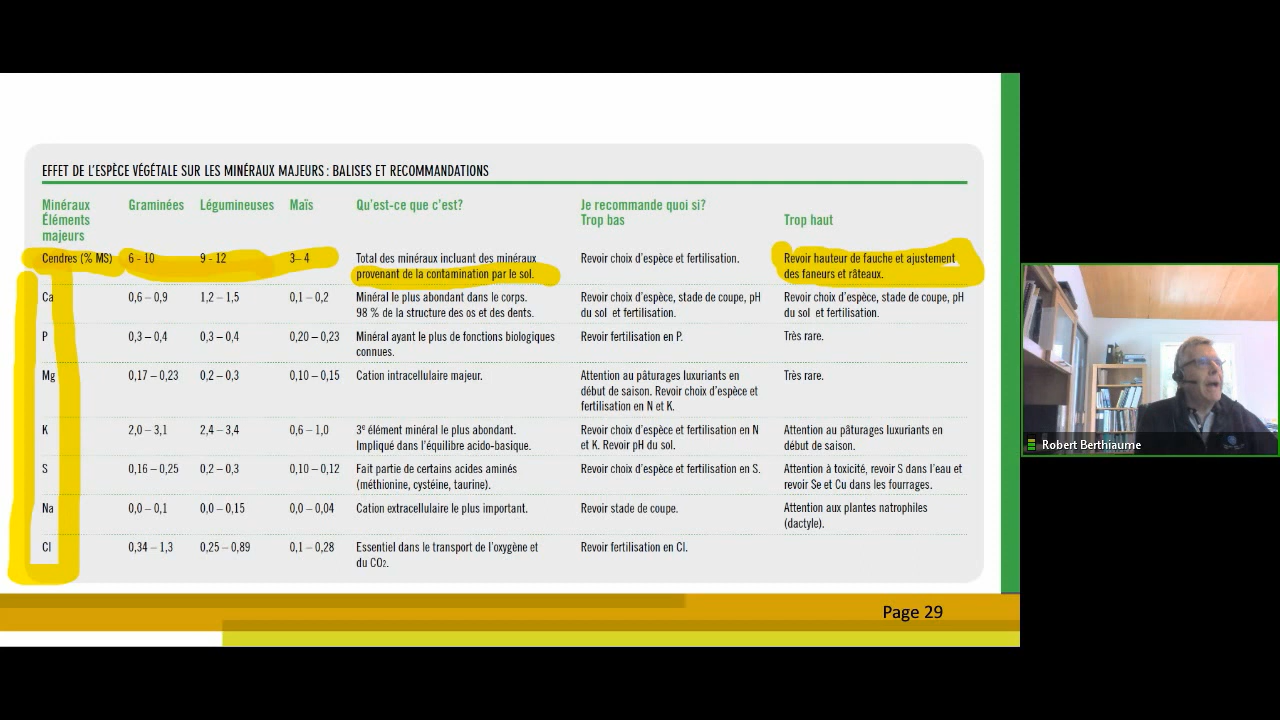 EFFET DE L'ESPÈCE VÉGÉTALE SUR LES MINÉRAUX MAJEURS : BALISES ET RECOMMANDATIONS
Minéraux Éléments majeurs Graminées Légumineuses Maïs Qu'est-ce que c'est? Je recommande quoi si? Trop bas Trop haut
Cendres (% MS) 6 - 10 9 - 12 3– 4 Total des minéraux incluant des minéraux provenant de la contamination par le sol. Revoir choix d'espèce et fertilisation. Revoir hauteur de fauche et ajustement des faneurs et râteaux.
Ca 0,6 – 0,9 1,2 – 1,5 0,1 – 0,2 Minéral le plus abondant dans le corps. 98 % de la structure des os et des dents. Revoir choix d'espèce, stade de coupe, pH du sol et fertilisation. Revoir choix d'espèce, stade de coupe, pH du sol et fertilisation.
P 0,3 – 0,4 0,3 – 0,4 0,20 – 0,23 Minéral ayant le plus de fonctions biologiques connues. Revoir fertilisation en P. Très rare.
Mg 0,17 – 0,23 0,2 – 0,3 0,10 – 0,15 Cation intracellulaire majeur. Attention au pâturages luxuriants en début de saison. Revoir choix d'espèce et fertilisation en N et K. Très rare.
K 2,0 – 3,1 2,4 – 3,4 0,6 – 1,0 3e élément minéral le plus abondant. Impliqué dans l'équilibre acido-basique. Revoir choix d'espèce et fertilisation en N et K. Revoir pH du sol. Attention au pâturages luxuriants en début de saison.
S 0,16 – 0,25 0,2 – 0,3 0,10 – 0,12 Fait partie de certains acides aminés (méthionine, cystéine, taurine). Revoir choix d'espèce et fertilisation en S. Attention à toxicité, revoir S dans l'eau et revoir Se et Cu dans les fourrages.
Na 0,0 – 0,1 0,0 – 0,15 0,0 – 0,04 Cation extracellulaire le plus important. Revoir stade de coupe. Attention aux plantes natrophiles (dactyle).
Cl 0,34 – 1,3 0,25 – 0,89 0,1 – 0,28 Essentiel dans le transport de l'oxygène et du CO2. Revoir fertilisation en Cl.
Page 29
Robert Berthiaume